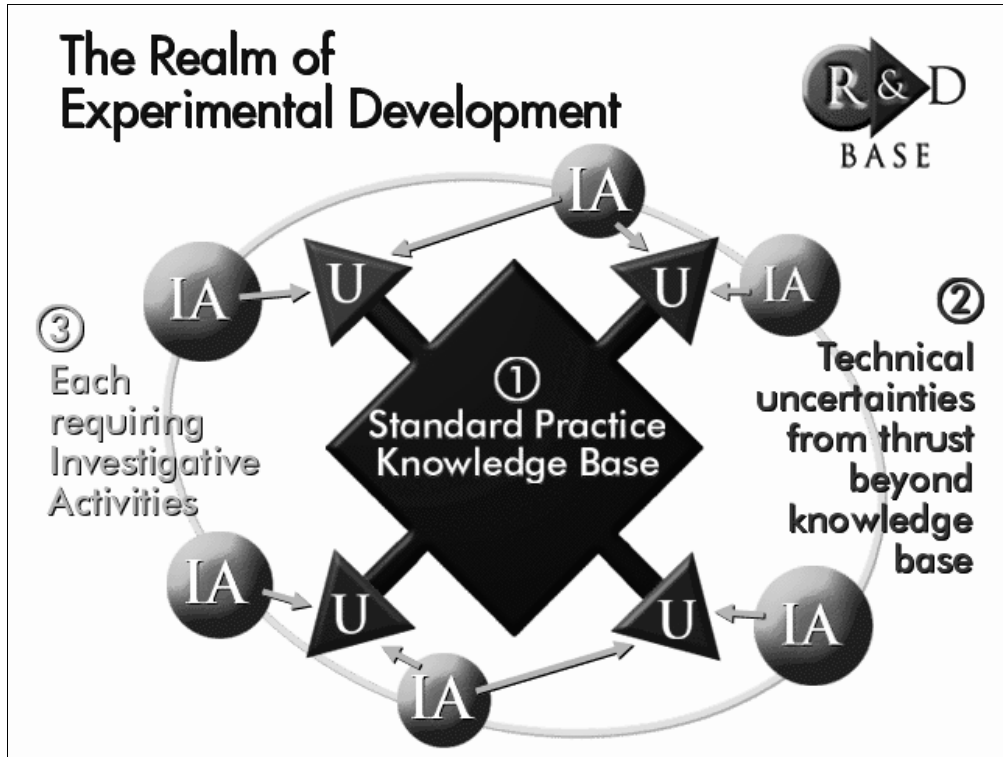 The Realm of
Experimental Development
R & D
BASE
IA
IA
U
U
IA
③
Each
requiring
Investigative
Activities
①
Standard Practice
Knowledge Base
②
Technical
uncertainties
from thrust
beyond
knowledge
base
IA
U
U
IA
IA